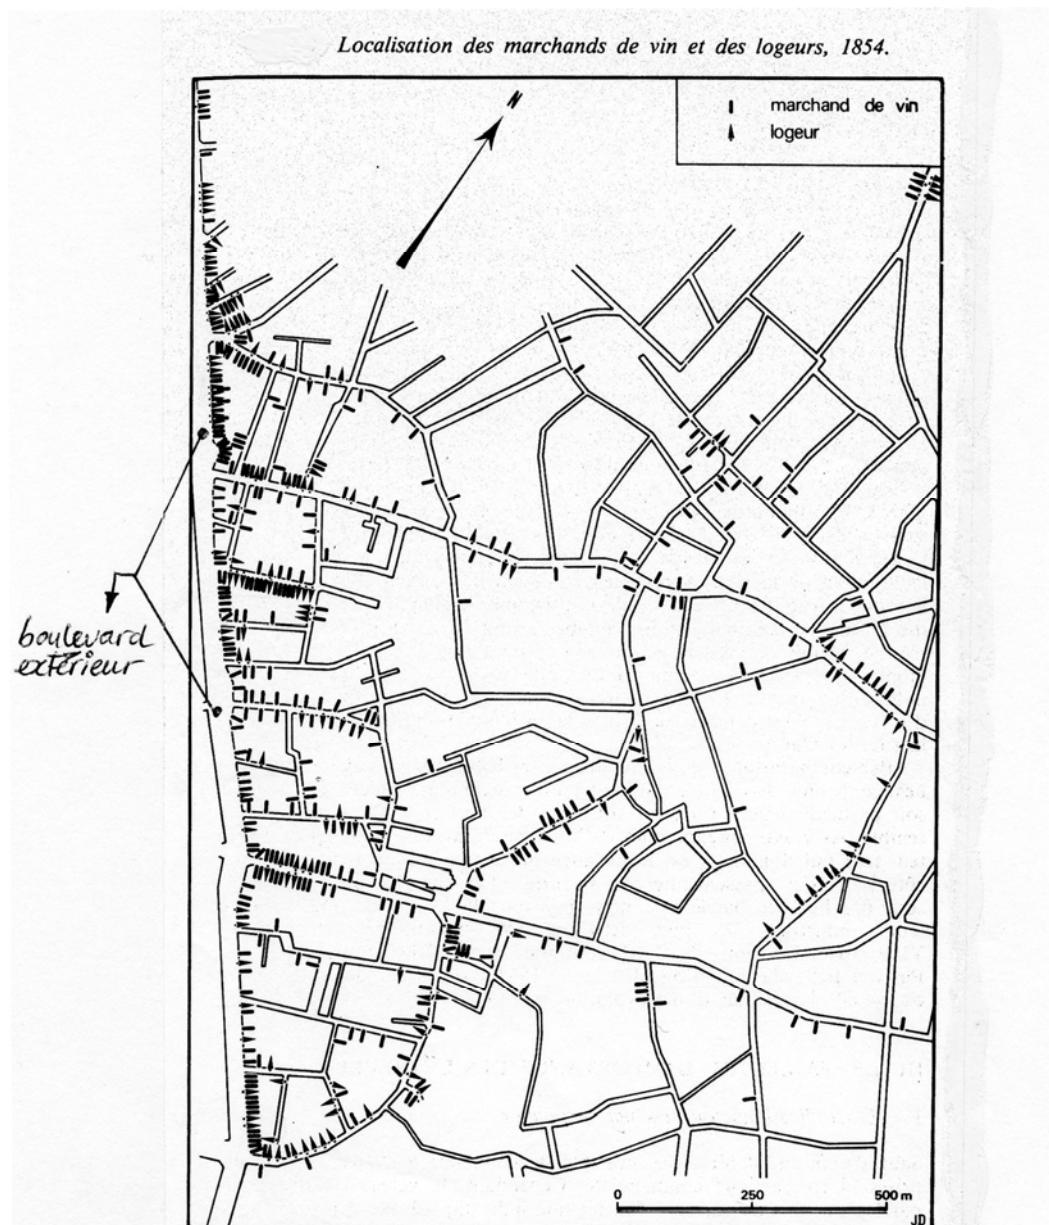 Localisation des marchands de vin et des logeurs, 1854.
N
marchand de vin
logeur
boulevard
extérieur
0 250 500 m
JD